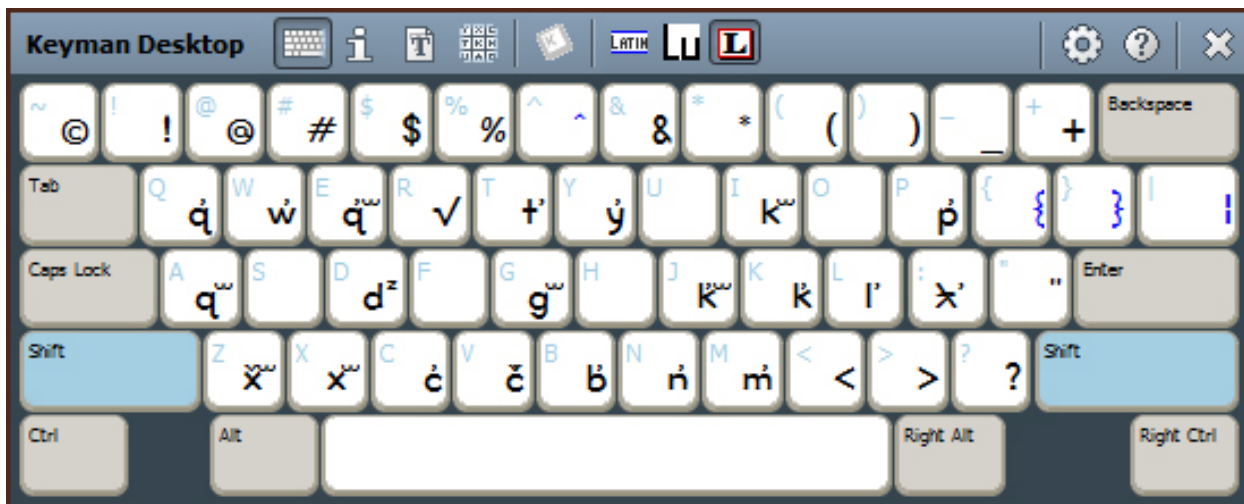 Keyman Desktop LATIN L
~ © ! ! @ @ # # $ $ % % ^ ^ & & * * ( ( ) ) _ _ + + Backspace
Tab Q q̓ W w̓ E q̓ʷ R √ T t̓ Y y̓ U I kʷ O P p̓ { { } } | |
Caps Lock A qʷ S D dᶻ F G gʷ H J k̓ʷ K k̓ L l̓ : ƛ̓ " " Enter
Shift Z x̌ʷ X xʷ C c̓ V č̓ B b̓ N n̓ M m̓ < < > > ? ? Shift
Ctrl Alt Right Alt Right Ctrl